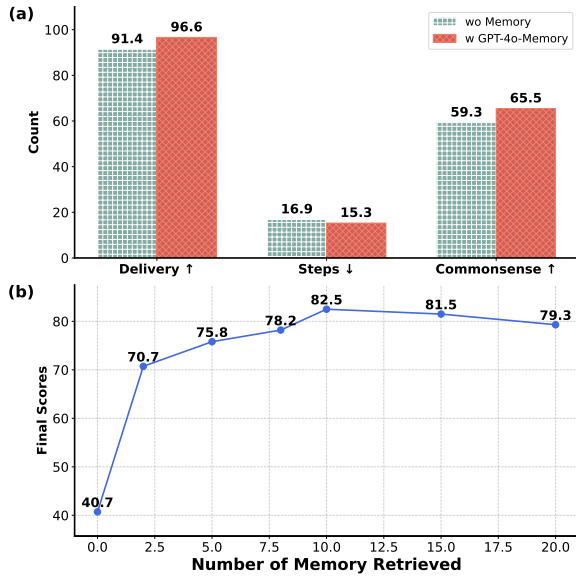 (a)
wo Memory
w GPT-4o-Memory
Count
100
80
60
40
20
0
91.4
96.6
16.9
15.3
59.3
65.5
Delivery ↑
Steps ↓
Commonsense ↑
(b)
Final Scores
80
70
60
50
40
40.7
70.7
75.8
78.2
82.5
81.5
79.3
0.0 2.5 5.0 7.5 10.0 12.5 15.0 17.5 20.0
Number of Memory Retrieved